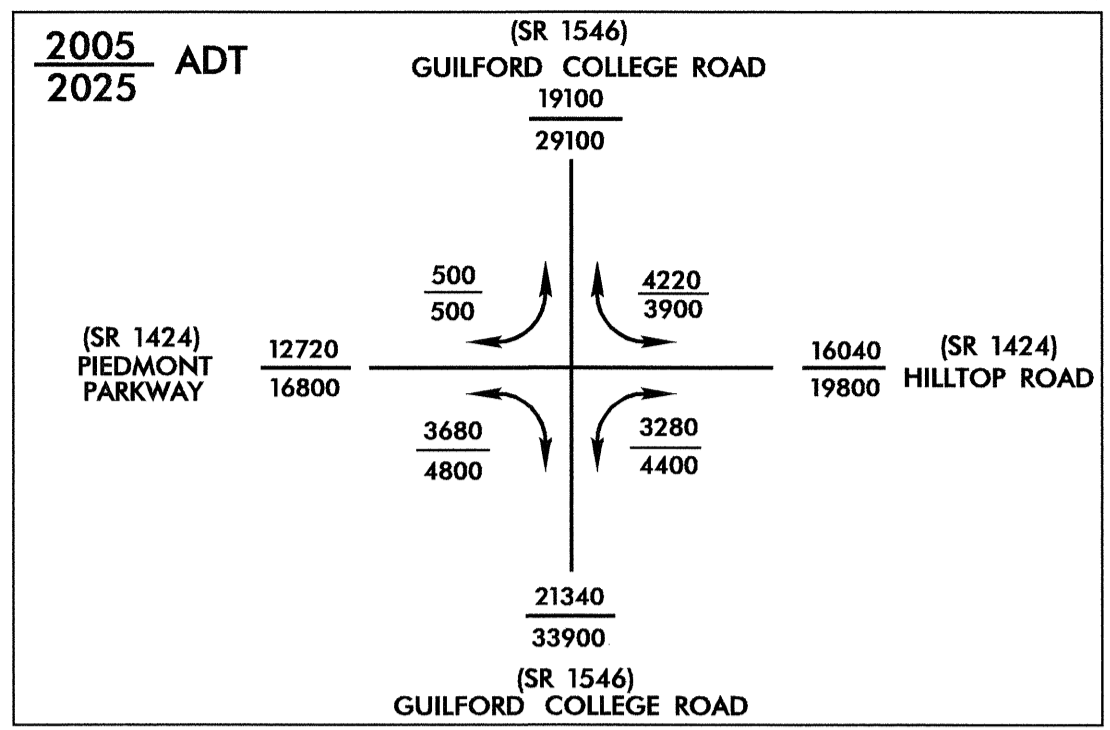 2005
2025
ADT
(SR 1546)
GUILFORD COLLEGE ROAD
19100
29100
500
500
4220
3900
(SR 1424)
PIEDMONT
PARKWAY
12720
16800
16040
19800
(SR 1424)
HILLTOP ROAD
3680
4800
3280
4400
21340
33900
(SR 1546)
GUILFORD COLLEGE ROAD